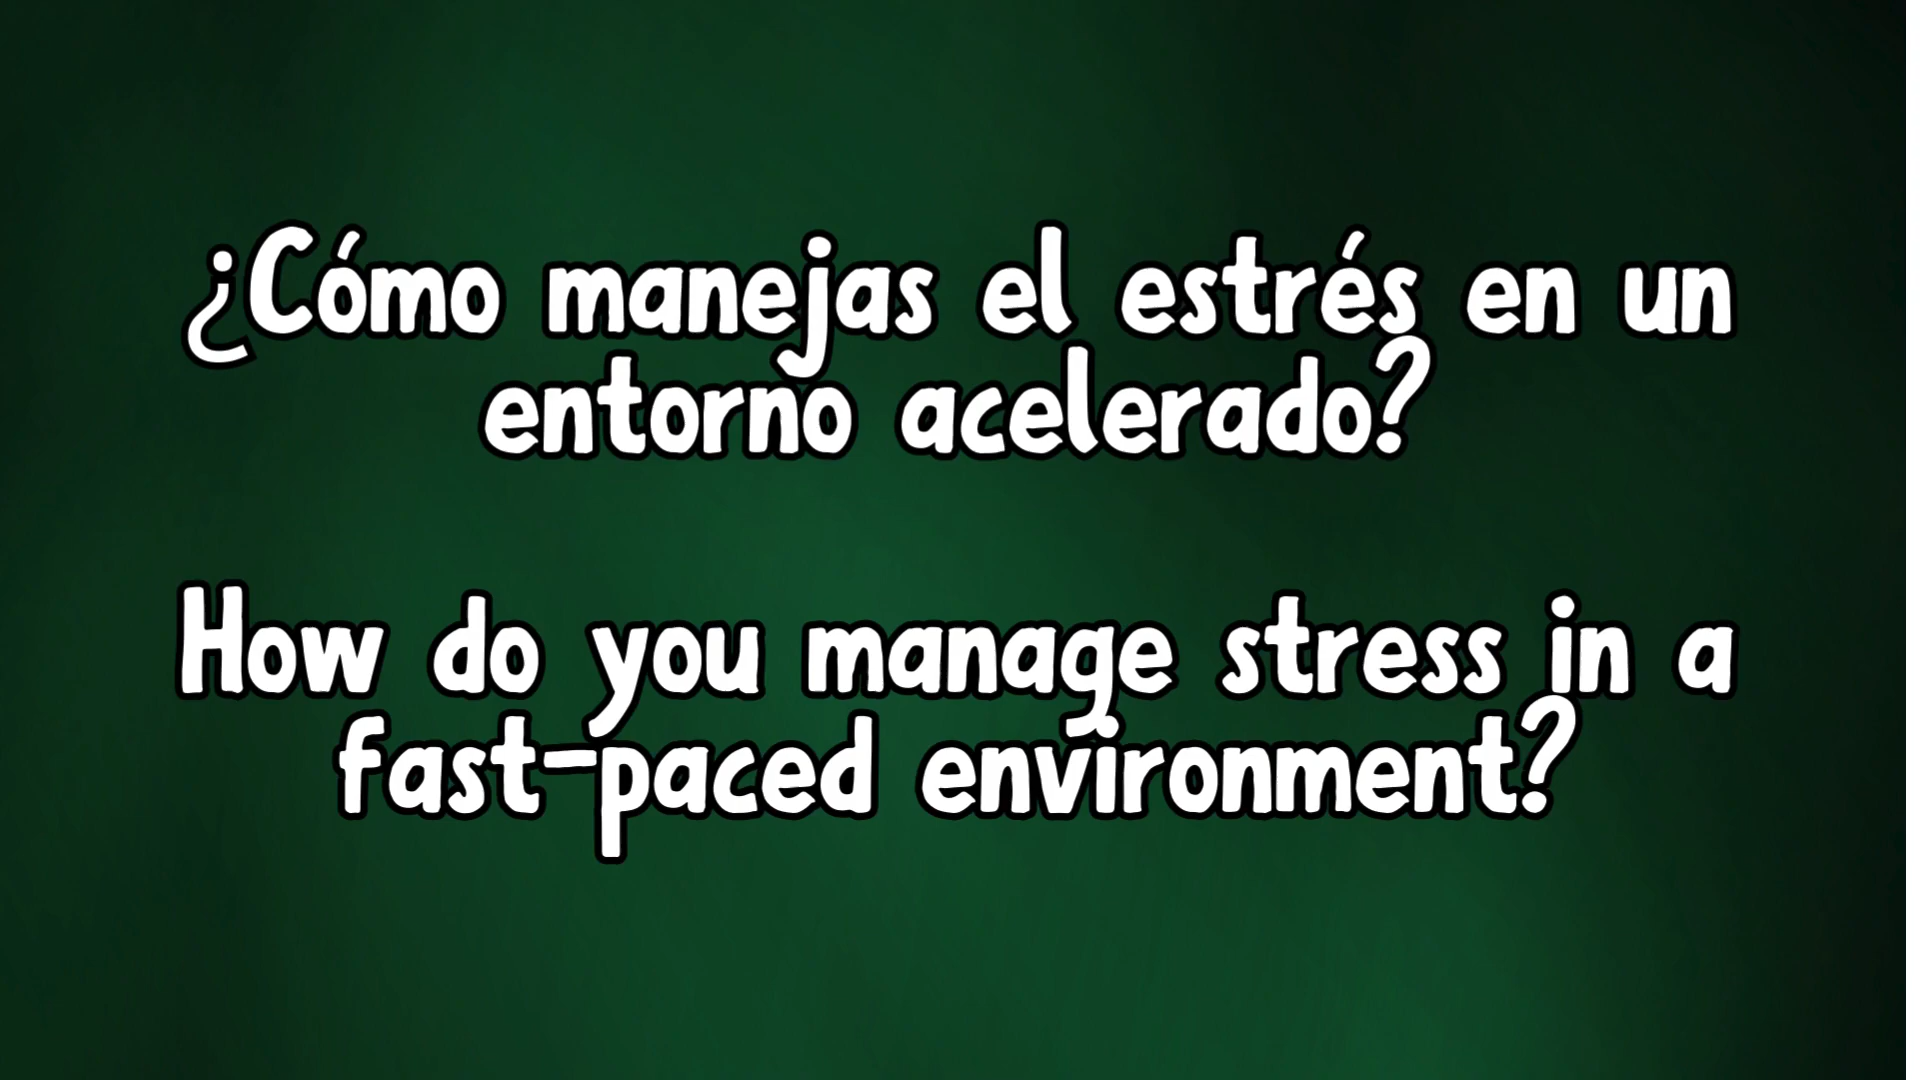 ¿Cómo manejas el estrés en un
entorno acelerado?
How do you manage stress in a
fast-paced environment?